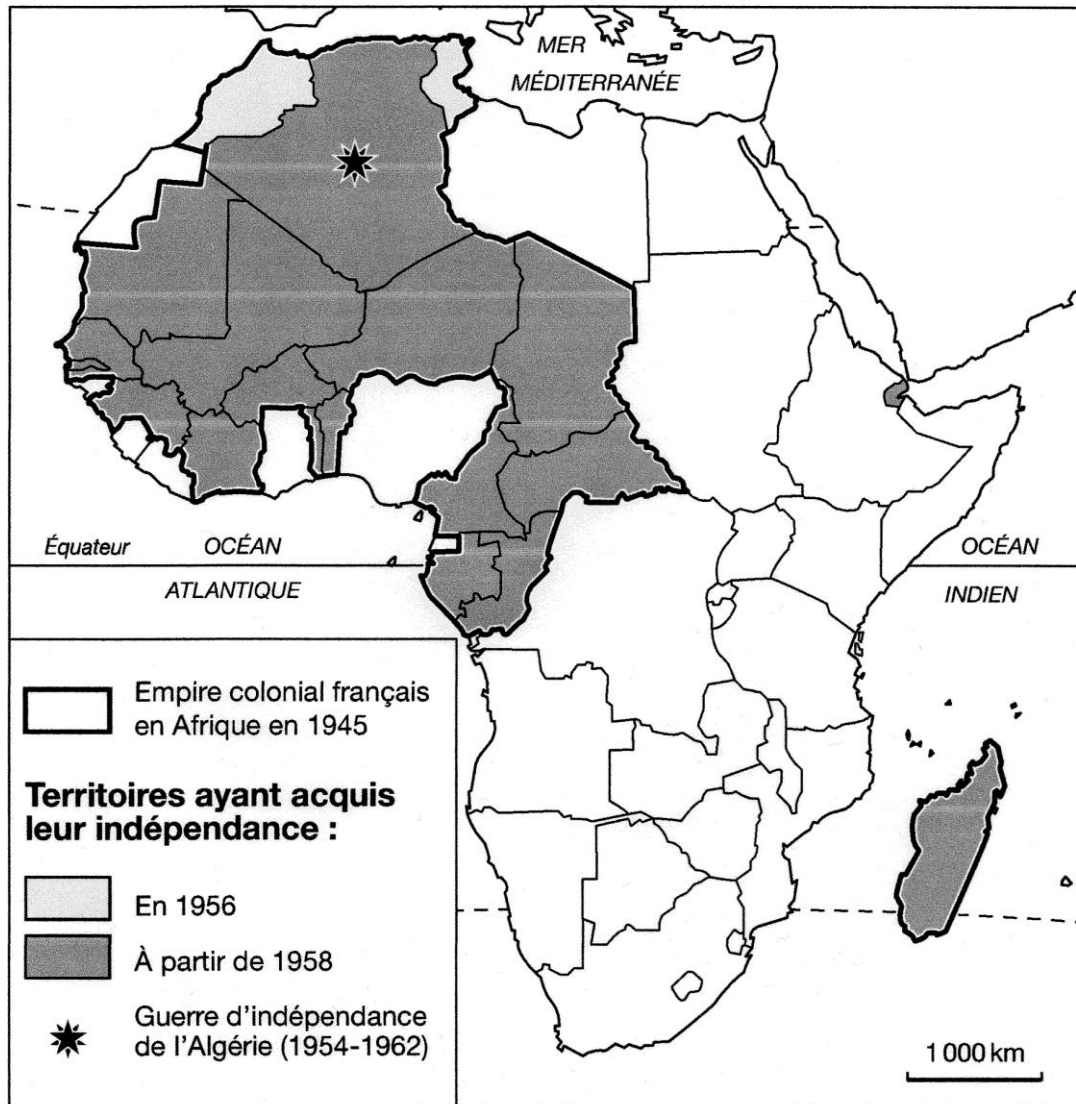 MER
MÉDITERRANÉE
Équateur
OCÉAN
ATLANTIQUE
OCÉAN
INDIEN
Empire colonial français
en Afrique en 1945
Territoires ayant acquis
leur indépendance :
En 1956
À partir de 1958
Guerre d'indépendance
de l'Algérie (1954-1962)
1 000 km